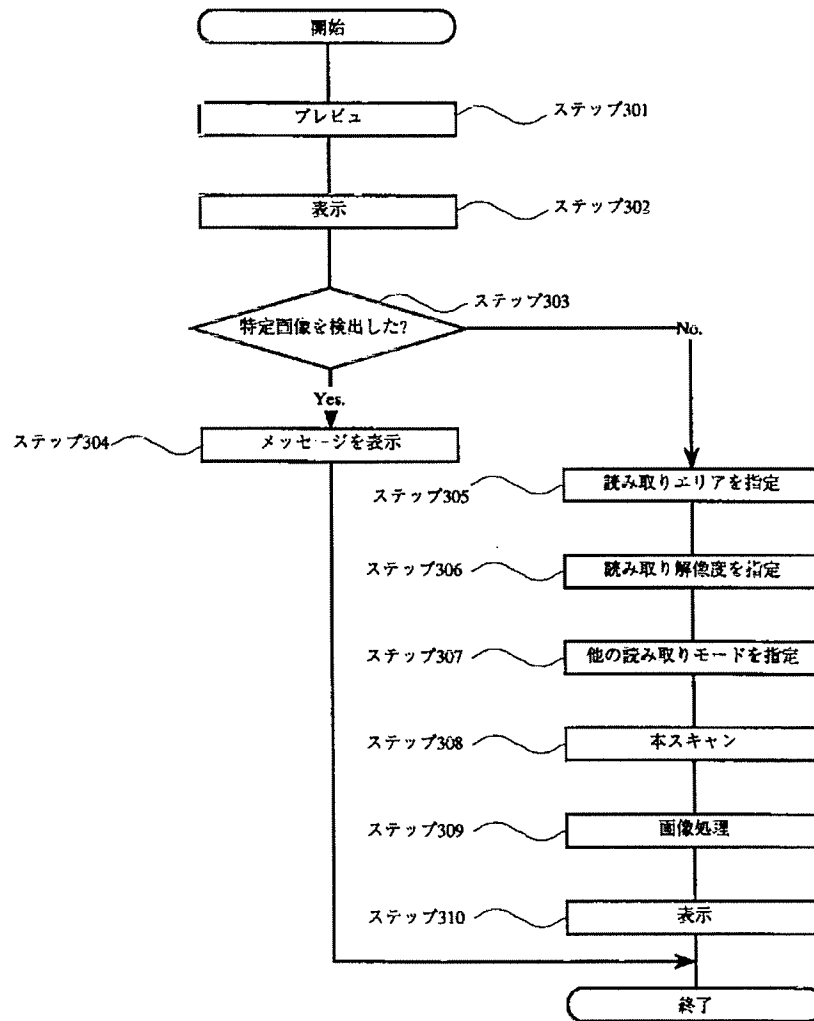 開始
プレビュ
ステップ301
表示
ステップ302
ステップ303
特定画像を検出した?
No.
Yes.
ステップ304
メッセージを表示
ステップ305
読み取りエリアを指定
ステップ306
読み取り解像度を指定
ステップ307
他の読み取りモードを指定
ステップ308
本スキャン
ステップ309
画像処理
ステップ310
表示
終了